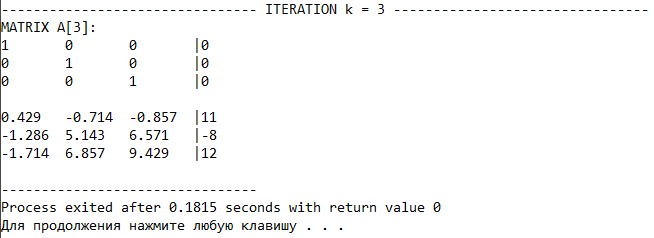 -------------------------------- ITERATION k = 3 --------------------------------
MATRIX A[3]:
1 0 0 |0
0 1 0 |0
0 0 1 |0
0.429 -0.714 -0.857 |11
-1.286 5.143 6.571 |-8
-1.714 6.857 9.429 |12
--------------------------------
Process exited after 0.1815 seconds with return value 0
Для продолжения нажмите любую клавишу . . .